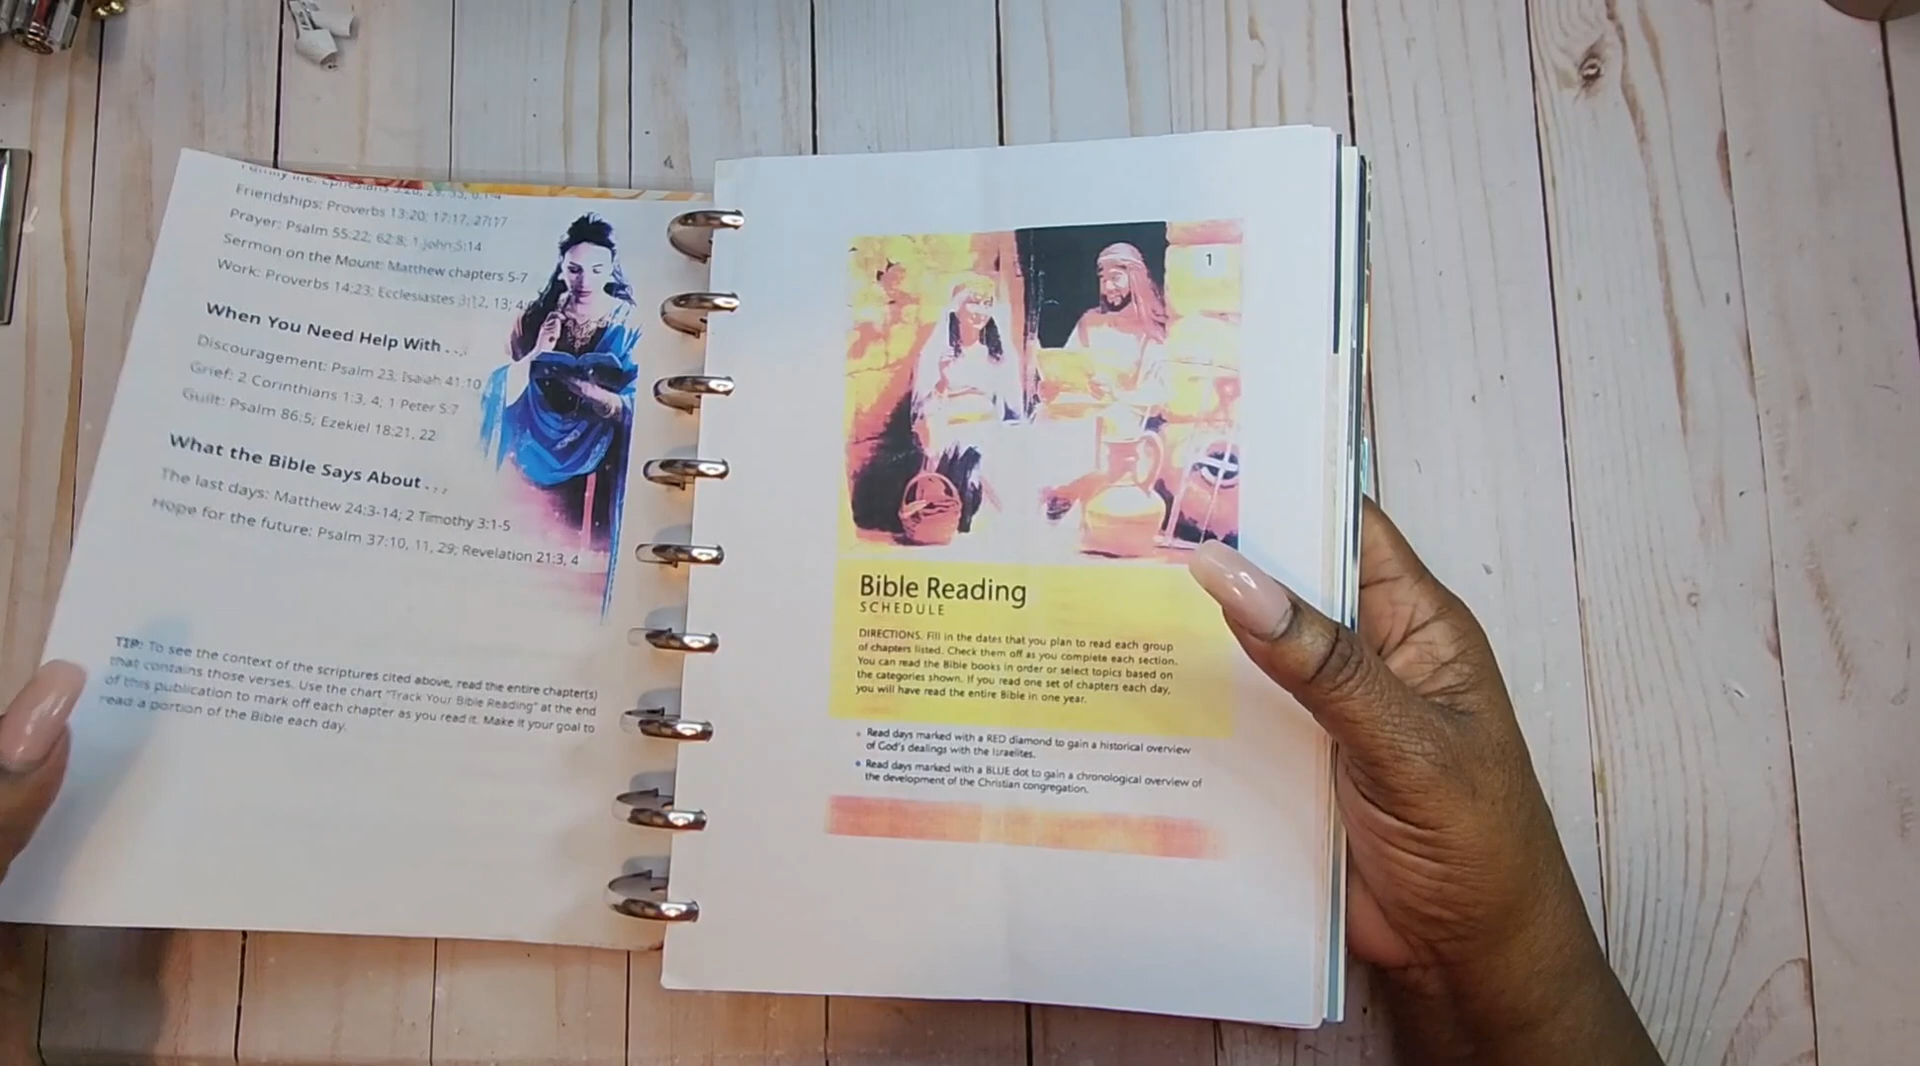 Friendships: Proverbs 13:20; 17:17; 27:17
Prayer: Psalm 55:22; 62:8; 1 John 5:14
Sermon on the Mount: Matthew chapters 5-7
Work: Proverbs 14:23; Ecclesiastes 3:12, 13; 4:
When You Need Help With . . .
Discouragement: Psalm 23; Isaiah 41:10
Grief: 2 Corinthians 1:3, 4; 1 Peter 5:7
Guilt: Psalm 86:5; Ezekiel 18:21, 22
What the Bible Says About . . .
The last days: Matthew 24:3-14; 2 Timothy 3:1-5
Hope for the future: Psalm 37:10, 11, 29; Revelation 21:3, 4
TIP: To see the context of the scriptures cited above, read the entire chapter(s)
that contains those verses. Use the chart "Track Your Bible Reading" at the end
of this publication to mark off each chapter as you read it. Make it your goal to
read a portion of the Bible each day.
1
Bible Reading
SCHEDULE
DIRECTIONS. Fill in the dates that you plan to read each group
of chapters listed. Check them off as you complete each section.
You can read the Bible books in order or select topics based on
the categories shown. If you read one set of chapters each day,
you will have read the entire Bible in one year.
Read days marked with a RED diamond to gain a historical overview
of God's dealings with the Israelites.
Read days marked with a BLUE dot to gain a chronological overview of
the development of the Christian congregation.